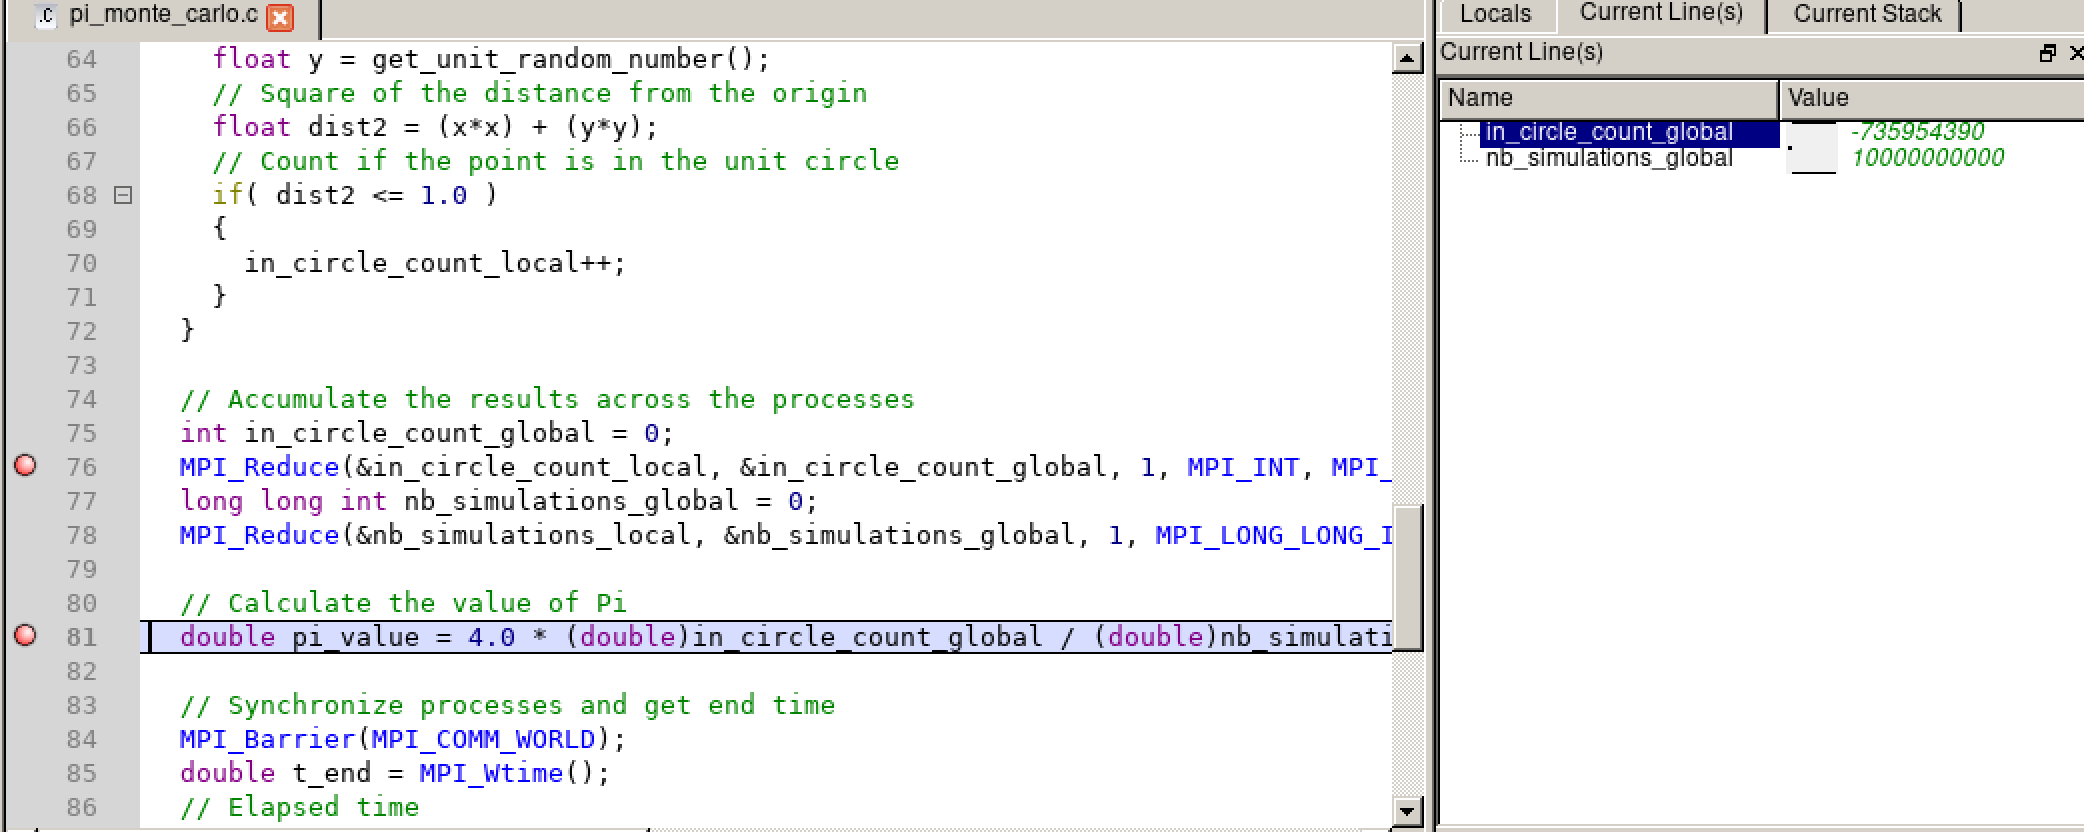 .c pi_monte_carlo.c
64 float y = get_unit_random_number();
65 // Square of the distance from the origin
66 float dist2 = (x*x) + (y*y);
67 // Count if the point is in the unit circle
68 if( dist2 <= 1.0 )
69 {
70 in_circle_count_local++;
71 }
72 }
73
74 // Accumulate the results across the processes
75 int in_circle_count_global = 0;
76 MPI_Reduce(&in_circle_count_local, &in_circle_count_global, 1, MPI_INT, MPI_
77 long long int nb_simulations_global = 0;
78 MPI_Reduce(&nb_simulations_local, &nb_simulations_global, 1, MPI_LONG_LONG_I
79
80 // Calculate the value of Pi
81 double pi_value = 4.0 * (double)in_circle_count_global / (double)nb_simulati
82
83 // Synchronize processes and get end time
84 MPI_Barrier(MPI_COMM_WORLD);
85 double t_end = MPI_Wtime();
86 // Elapsed time
Locals Current Line(s) Current Stack
Current Line(s)
Name Value
in_circle_count_global -735954390
nb_simulations_global 10000000000